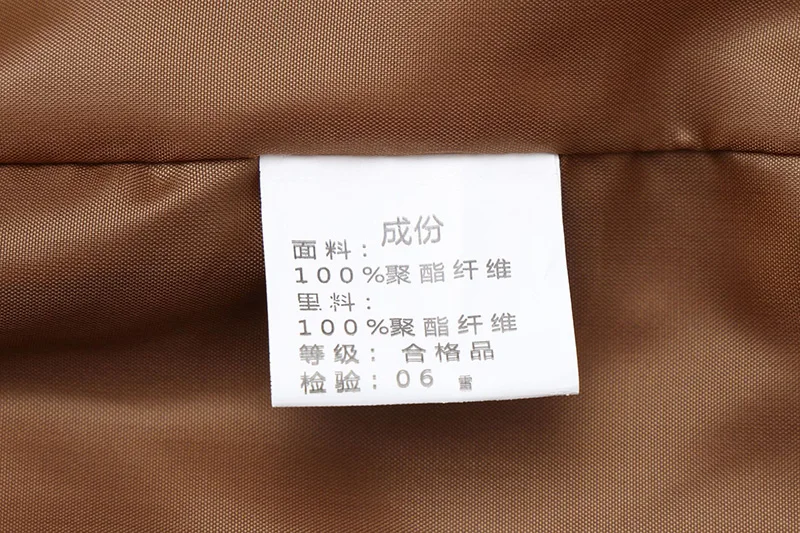 成份
面料：
100%聚酯纤维
里料：
100%聚酯纤维
等级：合格品
检验：06 雷